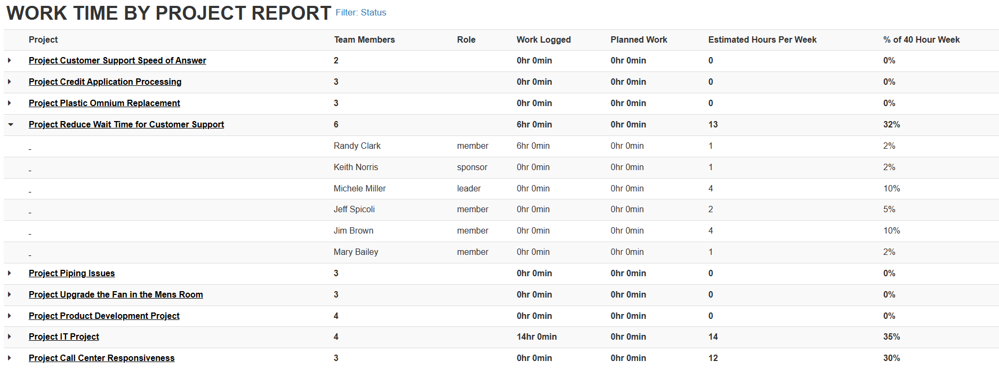 WORK TIME BY PROJECT REPORT Filter: Status
Project Team Members Role Work Logged Planned Work Estimated Hours Per Week % of 40 Hour Week
Project Customer Support Speed of Answer 2 0hr 0min 0hr 0min 0 0%
Project Credit Application Processing 3 0hr 0min 0hr 0min 0 0%
Project Plastic Omnium Replacement 3 0hr 0min 0hr 0min 0 0%
Project Reduce Wait Time for Customer Support 6 6hr 0min 0hr 0min 13 32%
- Randy Clark member 6hr 0min 0hr 0min 1 2%
- Keith Norris sponsor 0hr 0min 0hr 0min 1 2%
- Michele Miller leader 0hr 0min 0hr 0min 4 10%
- Jeff Spicoli member 0hr 0min 0hr 0min 2 5%
- Jim Brown member 0hr 0min 0hr 0min 4 10%
- Mary Bailey member 0hr 0min 0hr 0min 1 2%
Project Piping Issues 3 0hr 0min 0hr 0min 0 0%
Project Upgrade the Fan in the Mens Room 3 0hr 0min 0hr 0min 0 0%
Project Product Development Project 4 0hr 0min 0hr 0min 0 0%
Project IT Project 4 14hr 0min 0hr 0min 14 35%
Project Call Center Responsiveness 3 0hr 0min 0hr 0min 12 30%